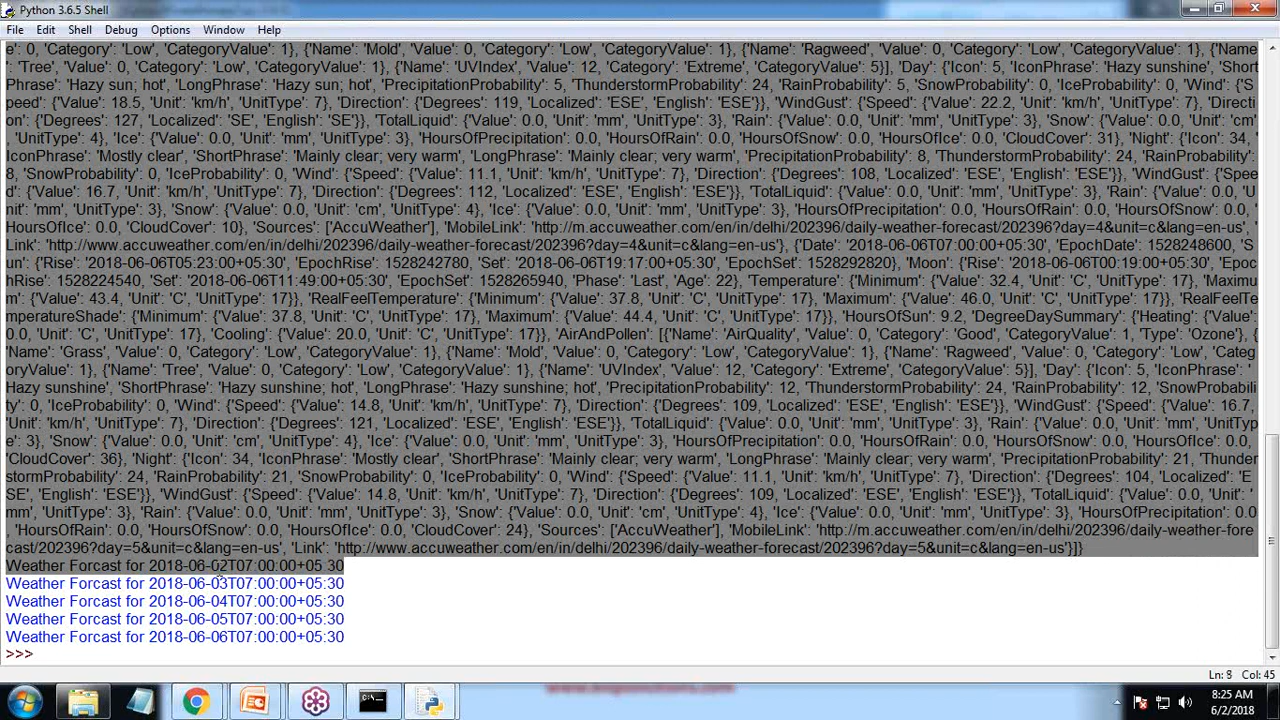 Python 3.6.5 Shell
File Edit Shell Debug Options Window Help
e': 0, 'Category': 'Low', 'CategoryValue': 1}, {'Name': 'Mold', 'Value': 0, 'Category': 'Low', 'CategoryValue': 1}, {'Name': 'Ragweed', 'Value': 0, 'Category': 'Low', 'CategoryValue': 1}, {'Name
': 'Tree', 'Value': 0, 'Category': 'Low', 'CategoryValue': 1}, {'Name': 'UVIndex', 'Value': 12, 'Category': 'Extreme', 'CategoryValue': 5}], 'Day': {'Icon': 5, 'IconPhrase': 'Hazy sunshine', 'Short
Phrase': 'Hazy sun; hot', 'LongPhrase': 'Hazy sun; hot', 'PrecipitationProbability': 5, 'ThunderstormProbability': 24, 'RainProbability': 5, 'SnowProbability': 0, 'IceProbability': 0, 'Wind': {'S
peed': {'Value': 18.5, 'Unit': 'km/h', 'UnitType': 7}, 'Direction': {'Degrees': 119, 'Localized': 'ESE', 'English': 'ESE'}}, 'WindGust': {'Speed': {'Value': 22.2, 'Unit': 'km/h', 'UnitType': 7}, 'Directi
on': {'Degrees': 127, 'Localized': 'SE', 'English': 'SE'}}, 'TotalLiquid': {'Value': 0.0, 'Unit': 'mm', 'UnitType': 3}, 'Rain': {'Value': 0.0, 'Unit': 'mm', 'UnitType': 3}, 'Snow': {'Value': 0.0, 'Unit': 'cm'
, 'UnitType': 4}, 'Ice': {'Value': 0.0, 'Unit': 'mm', 'UnitType': 3}, 'HoursOfPrecipitation': 0.0, 'HoursOfRain': 0.0, 'HoursOfSnow': 0.0, 'HoursOfIce': 0.0, 'CloudCover': 31}, 'Night': {'Icon': 34,
'IconPhrase': 'Mostly clear', 'ShortPhrase': 'Mainly clear; very warm', 'LongPhrase': 'Mainly clear; very warm', 'PrecipitationProbability': 8, 'ThunderstormProbability': 24, 'RainProbability':
8, 'SnowProbability': 0, 'IceProbability': 0, 'Wind': {'Speed': {'Value': 11.1, 'Unit': 'km/h', 'UnitType': 7}, 'Direction': {'Degrees': 108, 'Localized': 'ESE', 'English': 'ESE'}}, 'WindGust': {'Spee
d': {'Value': 16.7, 'Unit': 'km/h', 'UnitType': 7}, 'Direction': {'Degrees': 112, 'Localized': 'ESE', 'English': 'ESE'}}, 'TotalLiquid': {'Value': 0.0, 'Unit': 'mm', 'UnitType': 3}, 'Rain': {'Value': 0.0, 'U
nit': 'mm', 'UnitType': 3}, 'Snow': {'Value': 0.0, 'Unit': 'cm', 'UnitType': 4}, 'Ice': {'Value': 0.0, 'Unit': 'mm', 'UnitType': 3}, 'HoursOfPrecipitation': 0.0, 'HoursOfRain': 0.0, 'HoursOfSnow': 0.0, '
HoursOfIce': 0.0, 'CloudCover': 10}, 'Sources': ['AccuWeather'], 'MobileLink': 'http://m.accuweather.com/en/in/delhi/202396/daily-weather-forecast/202396?day=4&unit=c&lang=en-us', '
Link': 'http://www.accuweather.com/en/in/delhi/202396/daily-weather-forecast/202396?day=4&unit=c&lang=en-us'}, {'Date': '2018-06-06T07:00:00+05:30', 'EpochDate': 1528248600, '
Sun': {'Rise': '2018-06-06T05:23:00+05:30', 'EpochRise': 1528242780, 'Set': '2018-06-06T19:17:00+05:30', 'EpochSet': 1528292820}, 'Moon': {'Rise': '2018-06-06T00:19:00+05:30', 'Epoc
hRise': 1528224540, 'Set': '2018-06-06T11:49:00+05:30', 'EpochSet': 1528265940, 'Phase': 'Last', 'Age': 22}, 'Temperature': {'Minimum': {'Value': 32.4, 'Unit': 'C', 'UnitType': 17}, 'Maximu
m': {'Value': 43.4, 'Unit': 'C', 'UnitType': 17}}, 'RealFeelTemperature': {'Minimum': {'Value': 37.8, 'Unit': 'C', 'UnitType': 17}, 'Maximum': {'Value': 46.0, 'Unit': 'C', 'UnitType': 17}}, 'RealFeelTe
mperatureShade': {'Minimum': {'Value': 37.8, 'Unit': 'C', 'UnitType': 17}, 'Maximum': {'Value': 44.4, 'Unit': 'C', 'UnitType': 17}}, 'HoursOfSun': 9.2, 'DegreeDaySummary': {'Heating': {'Value':
0.0, 'Unit': 'C', 'UnitType': 17}, 'Cooling': {'Value': 20.0, 'Unit': 'C', 'UnitType': 17}}, 'AirAndPollen': [{'Name': 'AirQuality', 'Value': 0, 'Category': 'Good', 'CategoryValue': 1, 'Type': 'Ozone'}, {
'Name': 'Grass', 'Value': 0, 'Category': 'Low', 'CategoryValue': 1}, {'Name': 'Mold', 'Value': 0, 'Category': 'Low', 'CategoryValue': 1}, {'Name': 'Ragweed', 'Value': 0, 'Category': 'Low', 'Categ
oryValue': 1}, {'Name': 'Tree', 'Value': 0, 'Category': 'Low', 'CategoryValue': 1}, {'Name': 'UVIndex', 'Value': 12, 'Category': 'Extreme', 'CategoryValue': 5}], 'Day': {'Icon': 5, 'IconPhrase': '
Hazy sunshine', 'ShortPhrase': 'Hazy sunshine; hot', 'LongPhrase': 'Hazy sunshine; hot', 'PrecipitationProbability': 12, 'ThunderstormProbability': 24, 'RainProbability': 12, 'SnowProbabili
ty': 0, 'IceProbability': 0, 'Wind': {'Speed': {'Value': 14.8, 'Unit': 'km/h', 'UnitType': 7}, 'Direction': {'Degrees': 109, 'Localized': 'ESE', 'English': 'ESE'}}, 'WindGust': {'Speed': {'Value': 16.7,
'Unit': 'km/h', 'UnitType': 7}, 'Direction': {'Degrees': 121, 'Localized': 'ESE', 'English': 'ESE'}}, 'TotalLiquid': {'Value': 0.0, 'Unit': 'mm', 'UnitType': 3}, 'Rain': {'Value': 0.0, 'Unit': 'mm', 'UnitTyp
e': 3}, 'Snow': {'Value': 0.0, 'Unit': 'cm', 'UnitType': 4}, 'Ice': {'Value': 0.0, 'Unit': 'mm', 'UnitType': 3}, 'HoursOfPrecipitation': 0.0, 'HoursOfRain': 0.0, 'HoursOfSnow': 0.0, 'HoursOfIce': 0.0,
'CloudCover': 36}, 'Night': {'Icon': 34, 'IconPhrase': 'Mostly clear', 'ShortPhrase': 'Mainly clear; very warm', 'LongPhrase': 'Mainly clear; very warm', 'PrecipitationProbability': 21, 'Thunder
stormProbability': 24, 'RainProbability': 21, 'SnowProbability': 0, 'IceProbability': 0, 'Wind': {'Speed': {'Value': 11.1, 'Unit': 'km/h', 'UnitType': 7}, 'Direction': {'Degrees': 104, 'Localized': 'E
SE', 'English': 'ESE'}}, 'WindGust': {'Speed': {'Value': 14.8, 'Unit': 'km/h', 'UnitType': 7}, 'Direction': {'Degrees': 109, 'Localized': 'ESE', 'English': 'ESE'}}, 'TotalLiquid': {'Value': 0.0, 'Unit': '
mm', 'UnitType': 3}, 'Rain': {'Value': 0.0, 'Unit': 'mm', 'UnitType': 3}, 'Snow': {'Value': 0.0, 'Unit': 'cm', 'UnitType': 4}, 'Ice': {'Value': 0.0, 'Unit': 'mm', 'UnitType': 3}, 'HoursOfPrecipitation': 0.0
, 'HoursOfRain': 0.0, 'HoursOfSnow': 0.0, 'HoursOfIce': 0.0, 'CloudCover': 24}, 'Sources': ['AccuWeather'], 'MobileLink': 'http://m.accuweather.com/en/in/delhi/202396/daily-weather-fore
cast/202396?day=5&unit=c&lang=en-us', 'Link': 'http://www.accuweather.com/en/in/delhi/202396/daily-weather-forecast/202396?day=5&unit=c&lang=en-us'}]}
Weather Forcast for 2018-06-02T07:00:00+05:30
Weather Forcast for 2018-06-03T07:00:00+05:30
Weather Forcast for 2018-06-04T07:00:00+05:30
Weather Forcast for 2018-06-05T07:00:00+05:30
Weather Forcast for 2018-06-06T07:00:00+05:30
>>>
Ln: 8 Col: 45
8:25 AM
6/2/2018